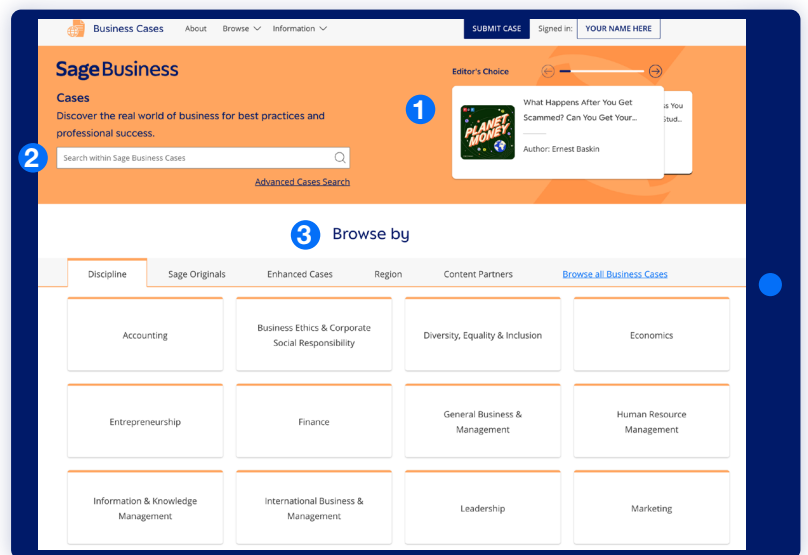 Business Cases About Browse Information SUBMIT CASE Signed in: YOUR NAME HERE
Sage Business
Cases
Discover the real world of business for best practices and
professional success.
2
Search within Sage Business Cases
Advanced Cases Search
Editor's Choice
1
PLANET
MONEY
What Happens After You Get
Scammed? Can You Get Your...
Author: Ernest Baskin
ss You
Stud...
3 Browse by
Discipline Sage Originals Enhanced Cases Region Content Partners Browse all Business Cases
Accounting
Business Ethics & Corporate
Social Responsibility
Diversity, Equality & Inclusion
Economics
Entrepreneurship
Finance
General Business &
Management
Human Resource
Management
Information & Knowledge
Management
International Business &
Management
Leadership
Marketing